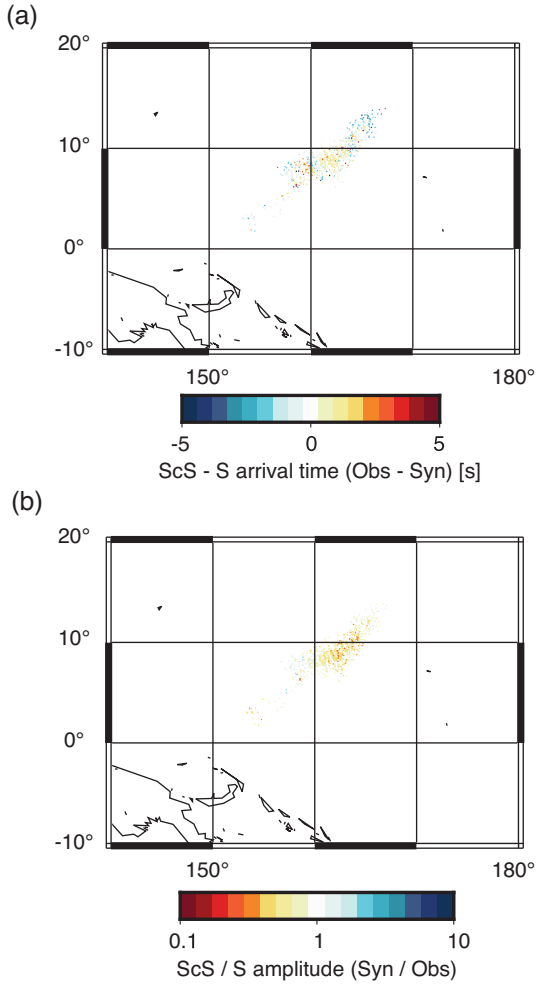 (a)
20°
10°
0°
-10°
150° 180°
-5 0 5
ScS - S arrival time (Obs - Syn) [s]
(b)
20°
10°
0°
-10°
150° 180°
0.1 1 10
ScS / S amplitude (Syn / Obs)